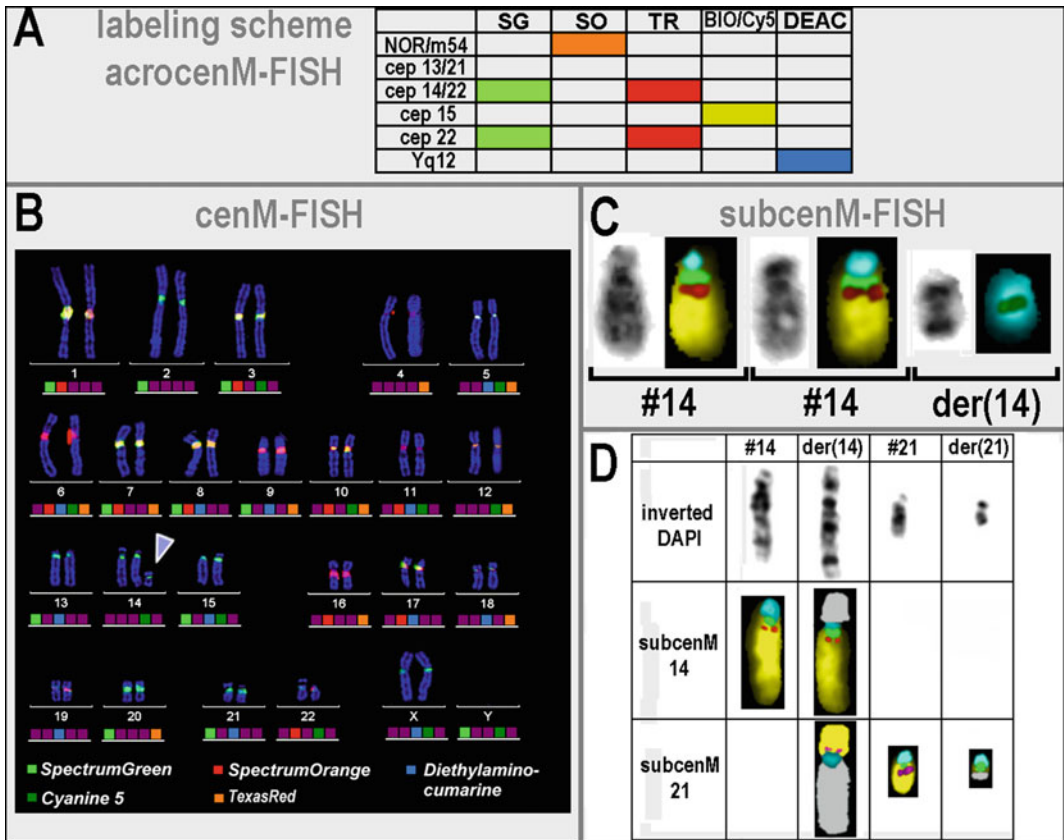 A labeling scheme
acrocenM-FISH
SG SO TR BIO/Cy5 DEAC
NOR/m54
cep 13/21
cep 14/22
cep 15
cep 22
Yq12
B cenM-FISH
1 2 3 4 5
6 7 8 9 10 11 12
13 14 15 16 17 18
19 20 21 22 X Y
SpectrumGreen SpectrumOrange Diethylamino-
cumarine
Cyanine 5 TexasRed
C subcenM-FISH
#14 #14 der(14)
D #14 der(14) #21 der(21)
inverted
DAPI
subcenM
14
subcenM
21